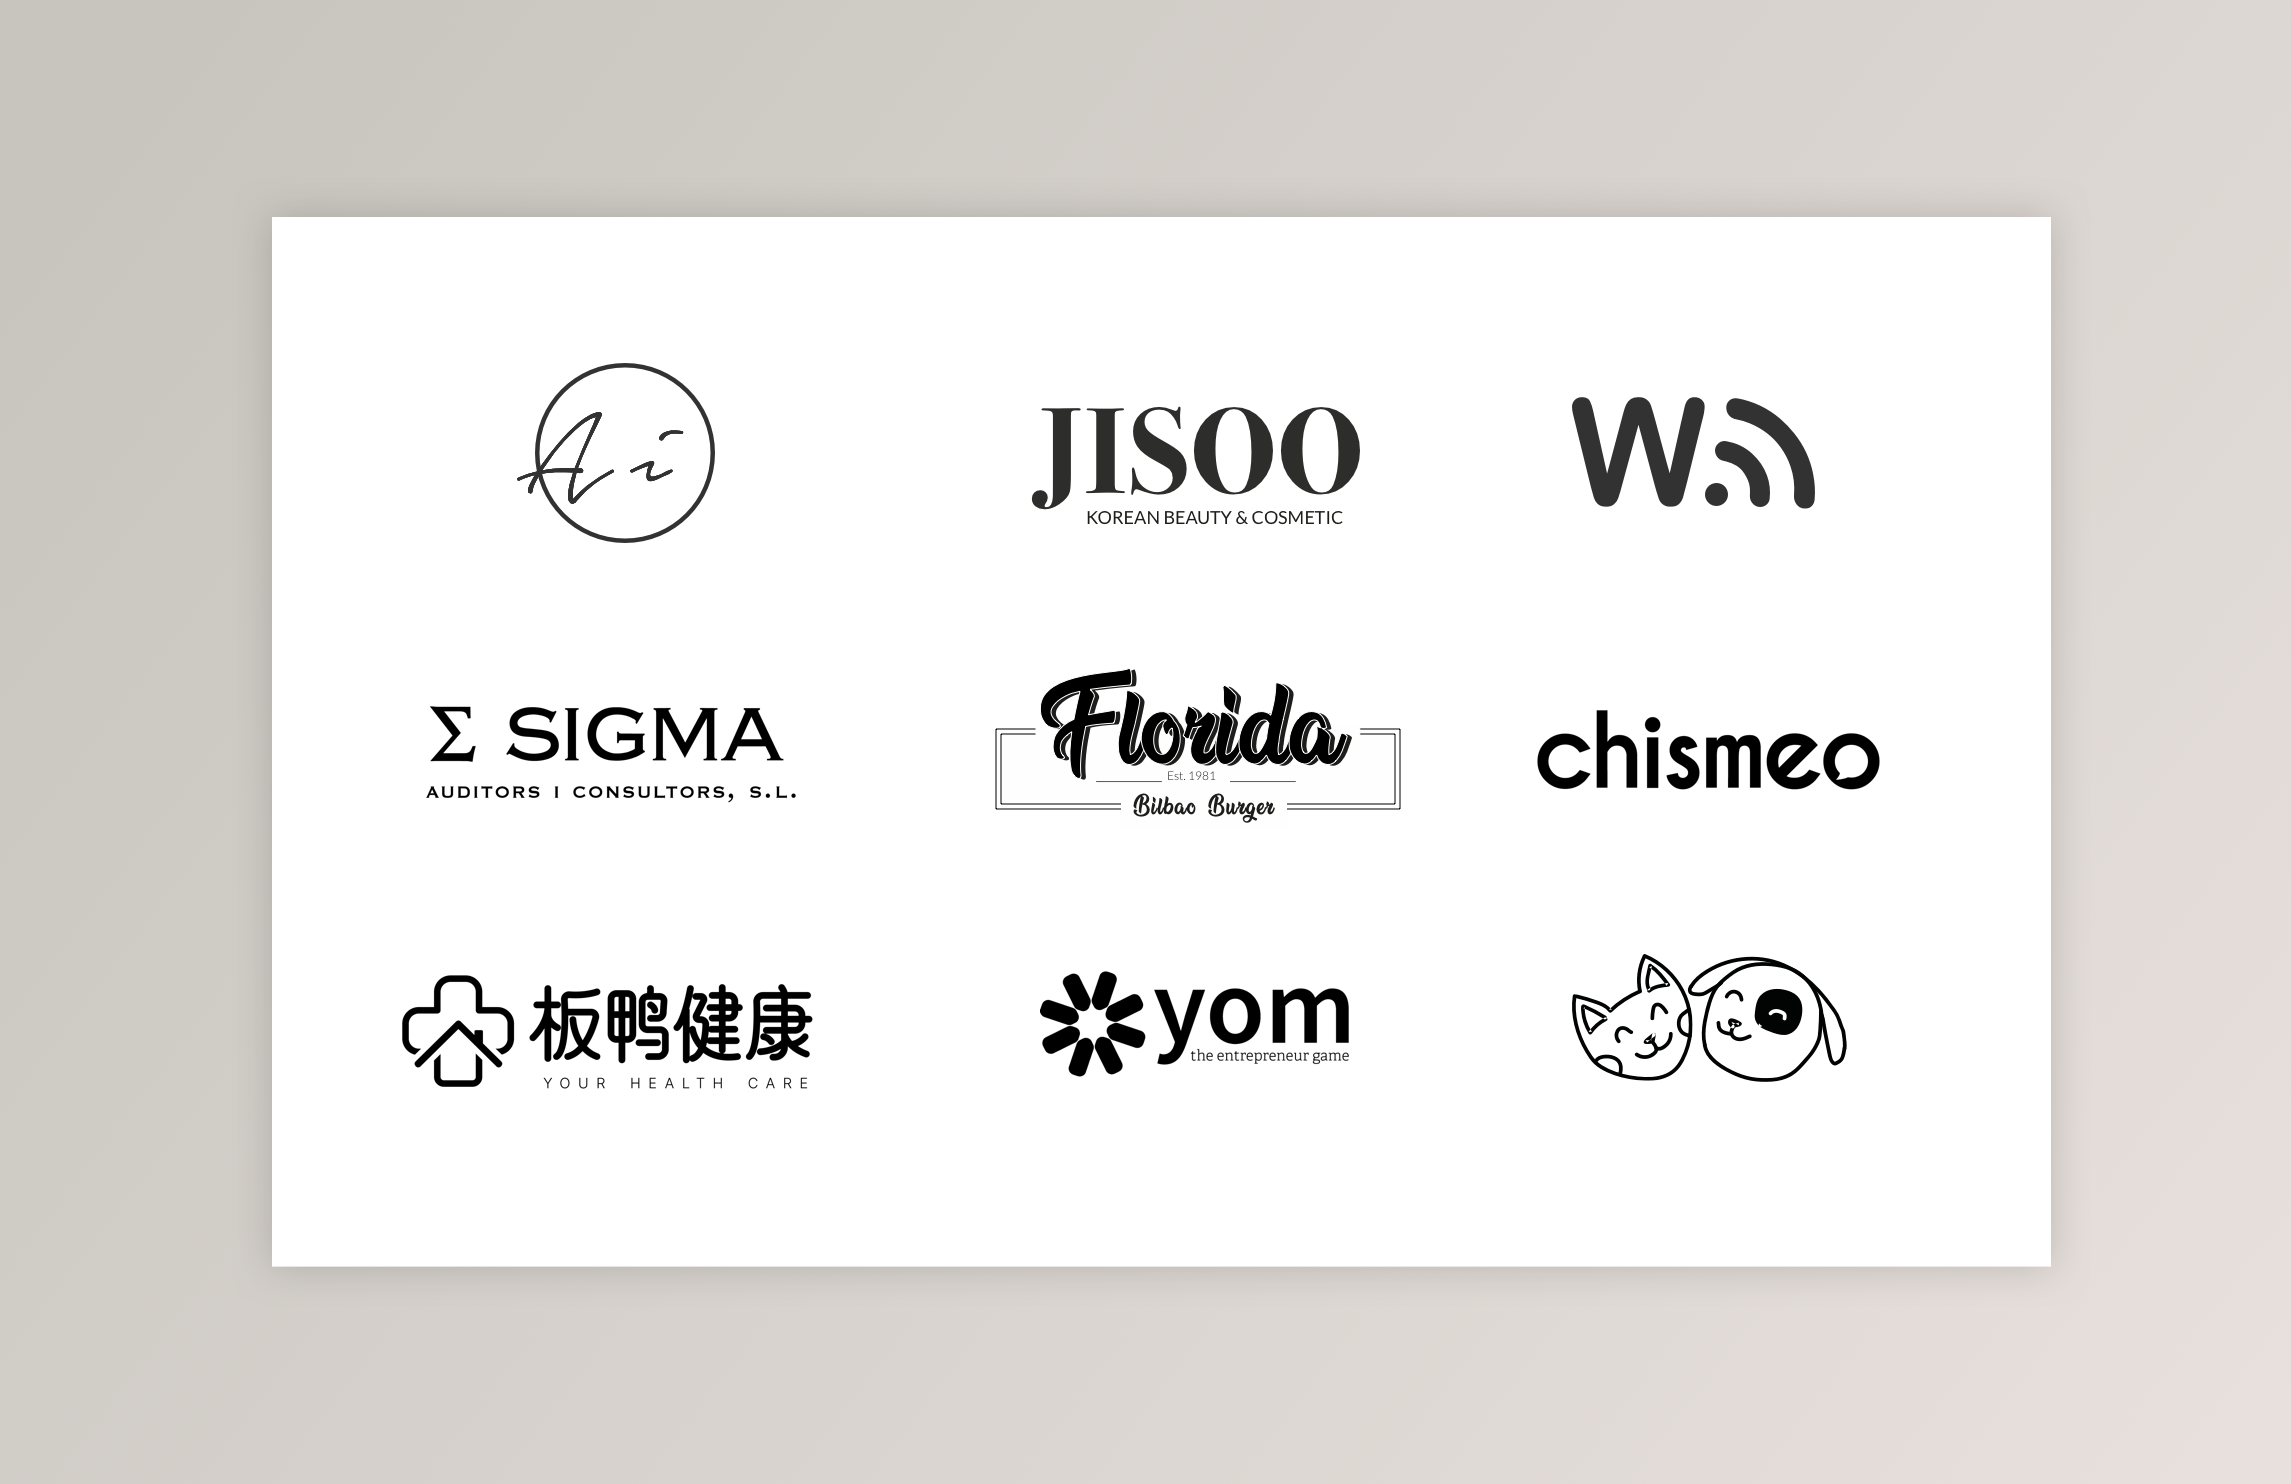 Ai
JISOO
KOREAN BEAUTY & COSMETIC
W.
Σ SIGMA
AUDITORS I CONSULTORS, S.L.
Florida
Est. 1981
Bilbao Burger
chismeo
板鸭健康
YOUR HEALTH CARE
yom
the entrepreneur game